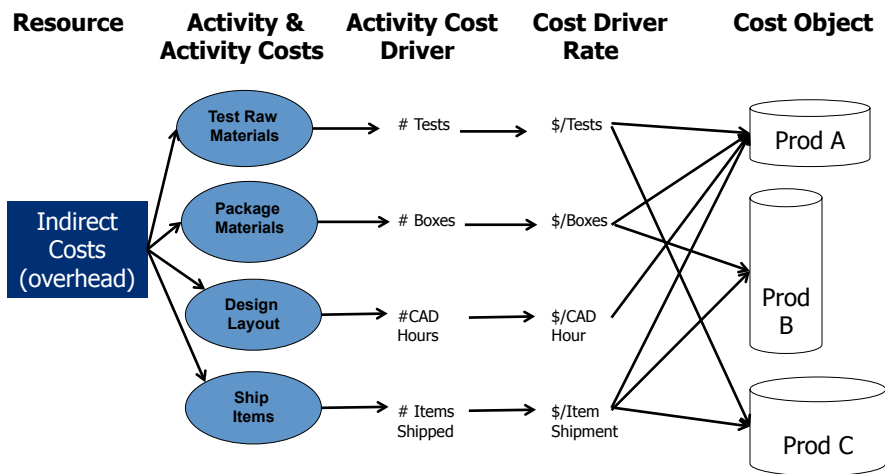 Resource
Activity &
Activity Costs
Activity Cost
Driver
Cost Driver
Rate
Cost Object
Test Raw
Materials
# Tests
$/Tests
Prod A
Indirect
Costs
(overhead)
Package
Materials
# Boxes
$/Boxes
Prod
B
Design
Layout
#CAD
Hours
$/CAD
Hour
Ship
Items
# Items
Shipped
$/Item
Shipment
Prod C